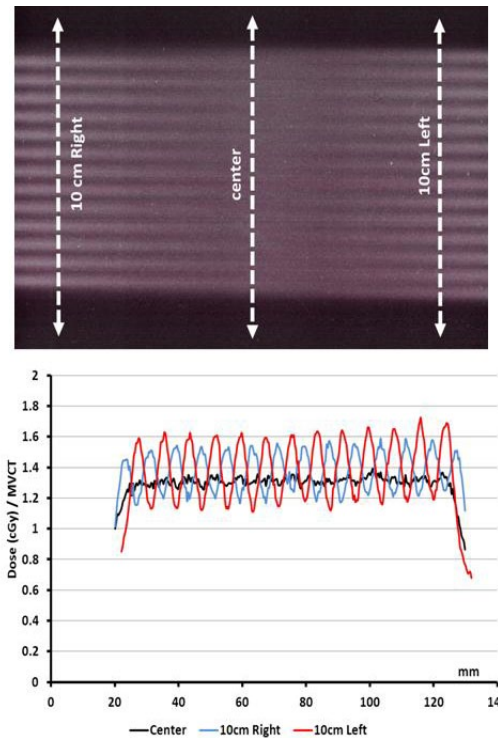 10 cm Right
center
10cm Left
2
1.8
1.6
1.4
1.2
1
0.8
0.6
0.4
0.2
0
Dose (cGy) / MVCT
mm
0 20 40 60 80 100 120 14
Center 10cm Right 10cm Left